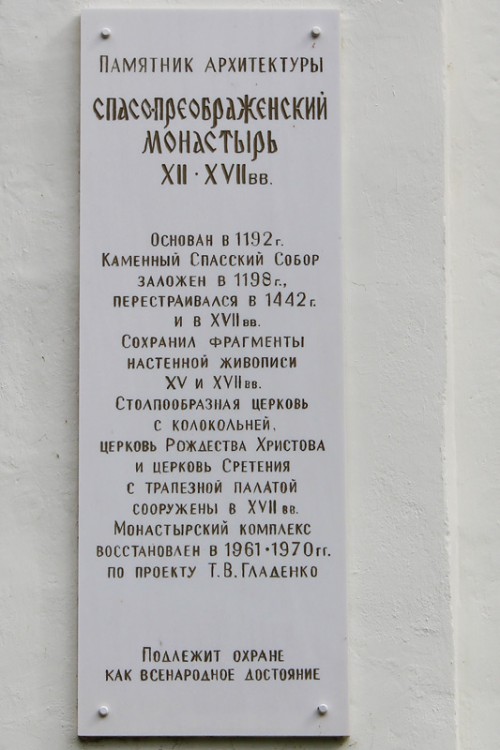 Памятник архитектуры
Спасо-Преображенский
монастырь
XII·XVII вв.
Основан в 1192 г.
Каменный Спасский Собор
заложен в 1198 г.,
перестраивался в 1442 г.
и в XVII вв.
Сохранил фрагменты
настенной живописи
XV и XVII вв.
Столпообразная церковь
с колокольней,
церковь Рождества Христова
и церковь Сретения
с трапезной палатой
сооружены в XVII вв.
Монастырский комплекс
восстановлен в 1961·1970 гг.
по проекту Т.В. Гладенко
Подлежит охране
как всенародное достояние